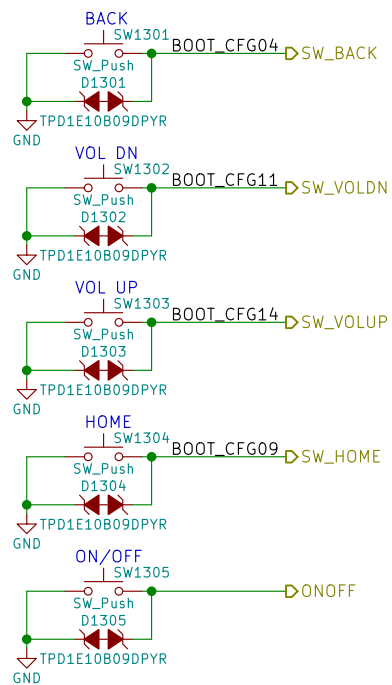 BACK
SW1301
BOOT_CFG04
SW_BACK
SW_Push
D1301
TPD1E10B09DPYR
GND
VOL DN
SW1302
BOOT_CFG11
SW_VOLDN
SW_Push
D1302
TPD1E10B09DPYR
GND
VOL UP
SW1303
BOOT_CFG14
SW_VOLUP
SW_Push
D1303
TPD1E10B09DPYR
GND
HOME
SW1304
BOOT_CFG09
SW_HOME
SW_Push
D1304
TPD1E10B09DPYR
GND
ON/OFF
SW1305
ONOFF
SW_Push
D1305
TPD1E10B09DPYR
GND